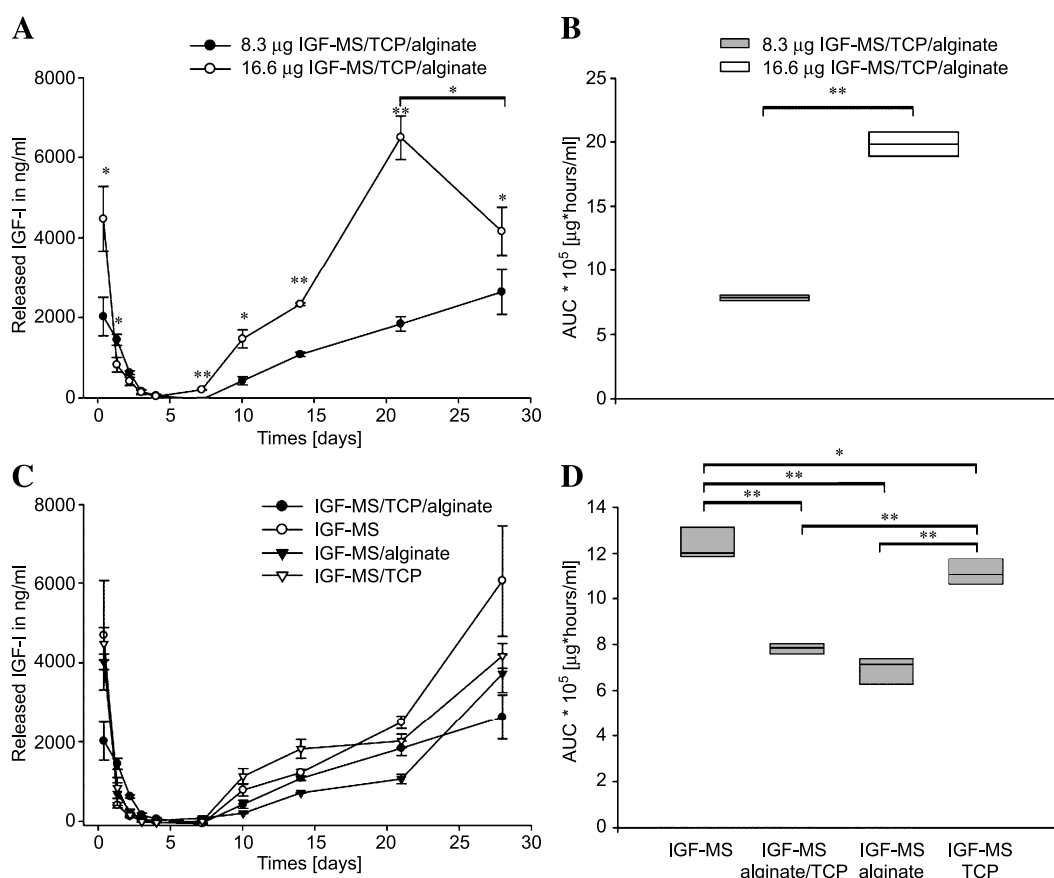 A
8.3 µg IGF-MS/TCP/alginate
16.6 µg IGF-MS/TCP/alginate
Released IGF-I in ng/ml
8000
6000
4000
2000
0
*
*
**
*
**
**
*
*
0 5 10 15 20 25 30
Times [days]
B
8.3 µg IGF-MS/TCP/alginate
16.6 µg IGF-MS/TCP/alginate
AUC * 10⁵ [µg*hours/ml]
25
20
15
10
5
0
**
C
IGF-MS/TCP/alginate
IGF-MS
IGF-MS/alginate
IGF-MS/TCP
Released IGF-I in ng/ml
8000
6000
4000
2000
0
0 5 10 15 20 25 30
Times [days]
D
AUC * 10⁵ [µg*hours/ml]
14
12
10
8
6
4
2
0
*
**
**
**
**
IGF-MS IGF-MS IGF-MS IGF-MS
alginate/TCP alginate TCP